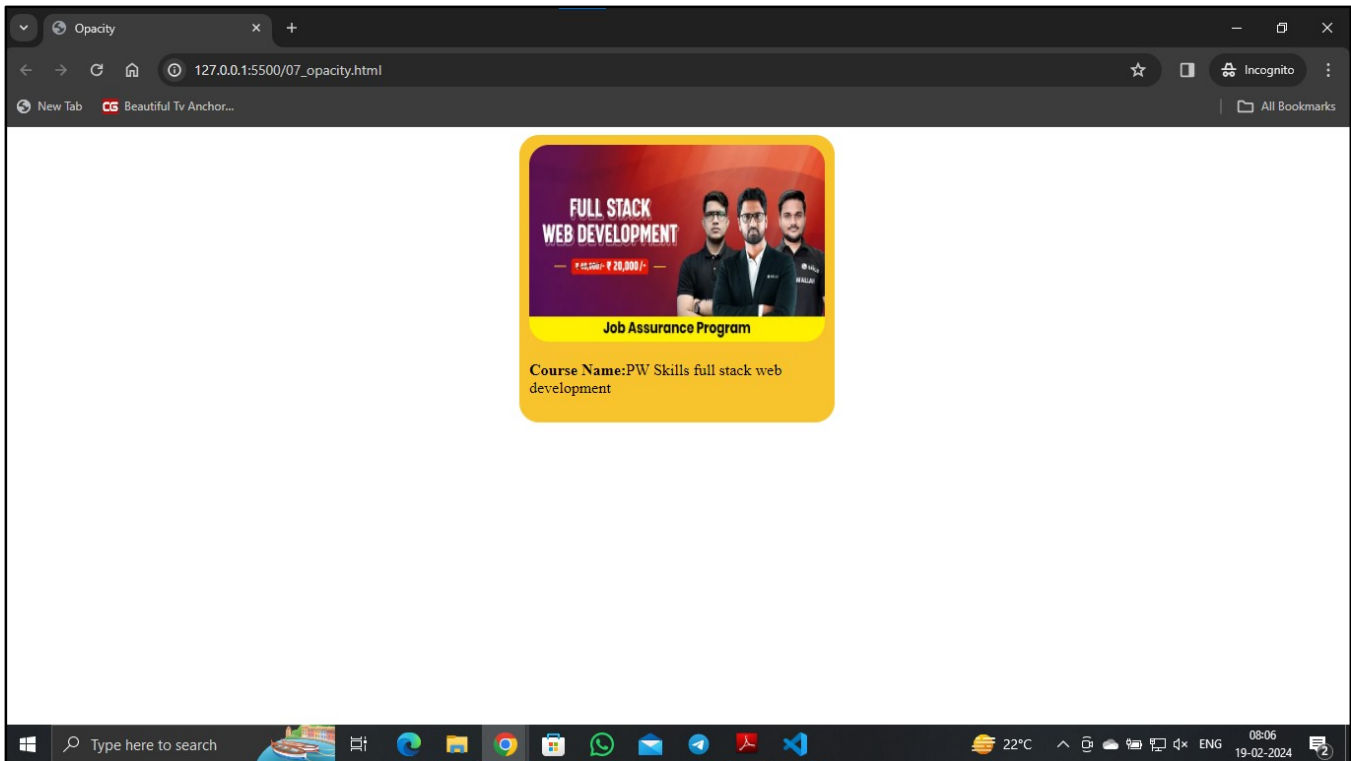 Opacity
127.0.0.1:5500/07_opacity.html
Incognito
New Tab
CG Beautiful Tv Anchor...
All Bookmarks
FULL STACK
WEB DEVELOPMENT
₹ 20,000/-
Job Assurance Program
Course Name:PW Skills full stack web
development
Type here to search
22°C
ENG
08:06
19-02-2024
2